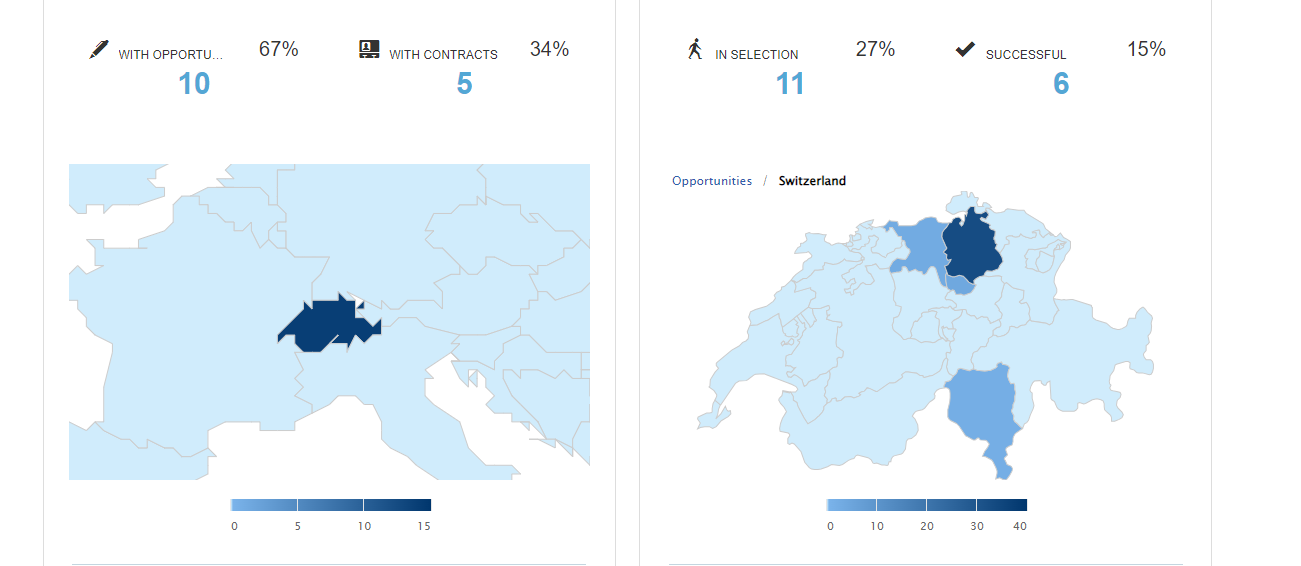 WITH OPPORTU... 67%
10
WITH CONTRACTS 34%
5
IN SELECTION 27%
11
SUCCESSFUL 15%
6
Opportunities / Switzerland
0 5 10 15
0 10 20 30 40